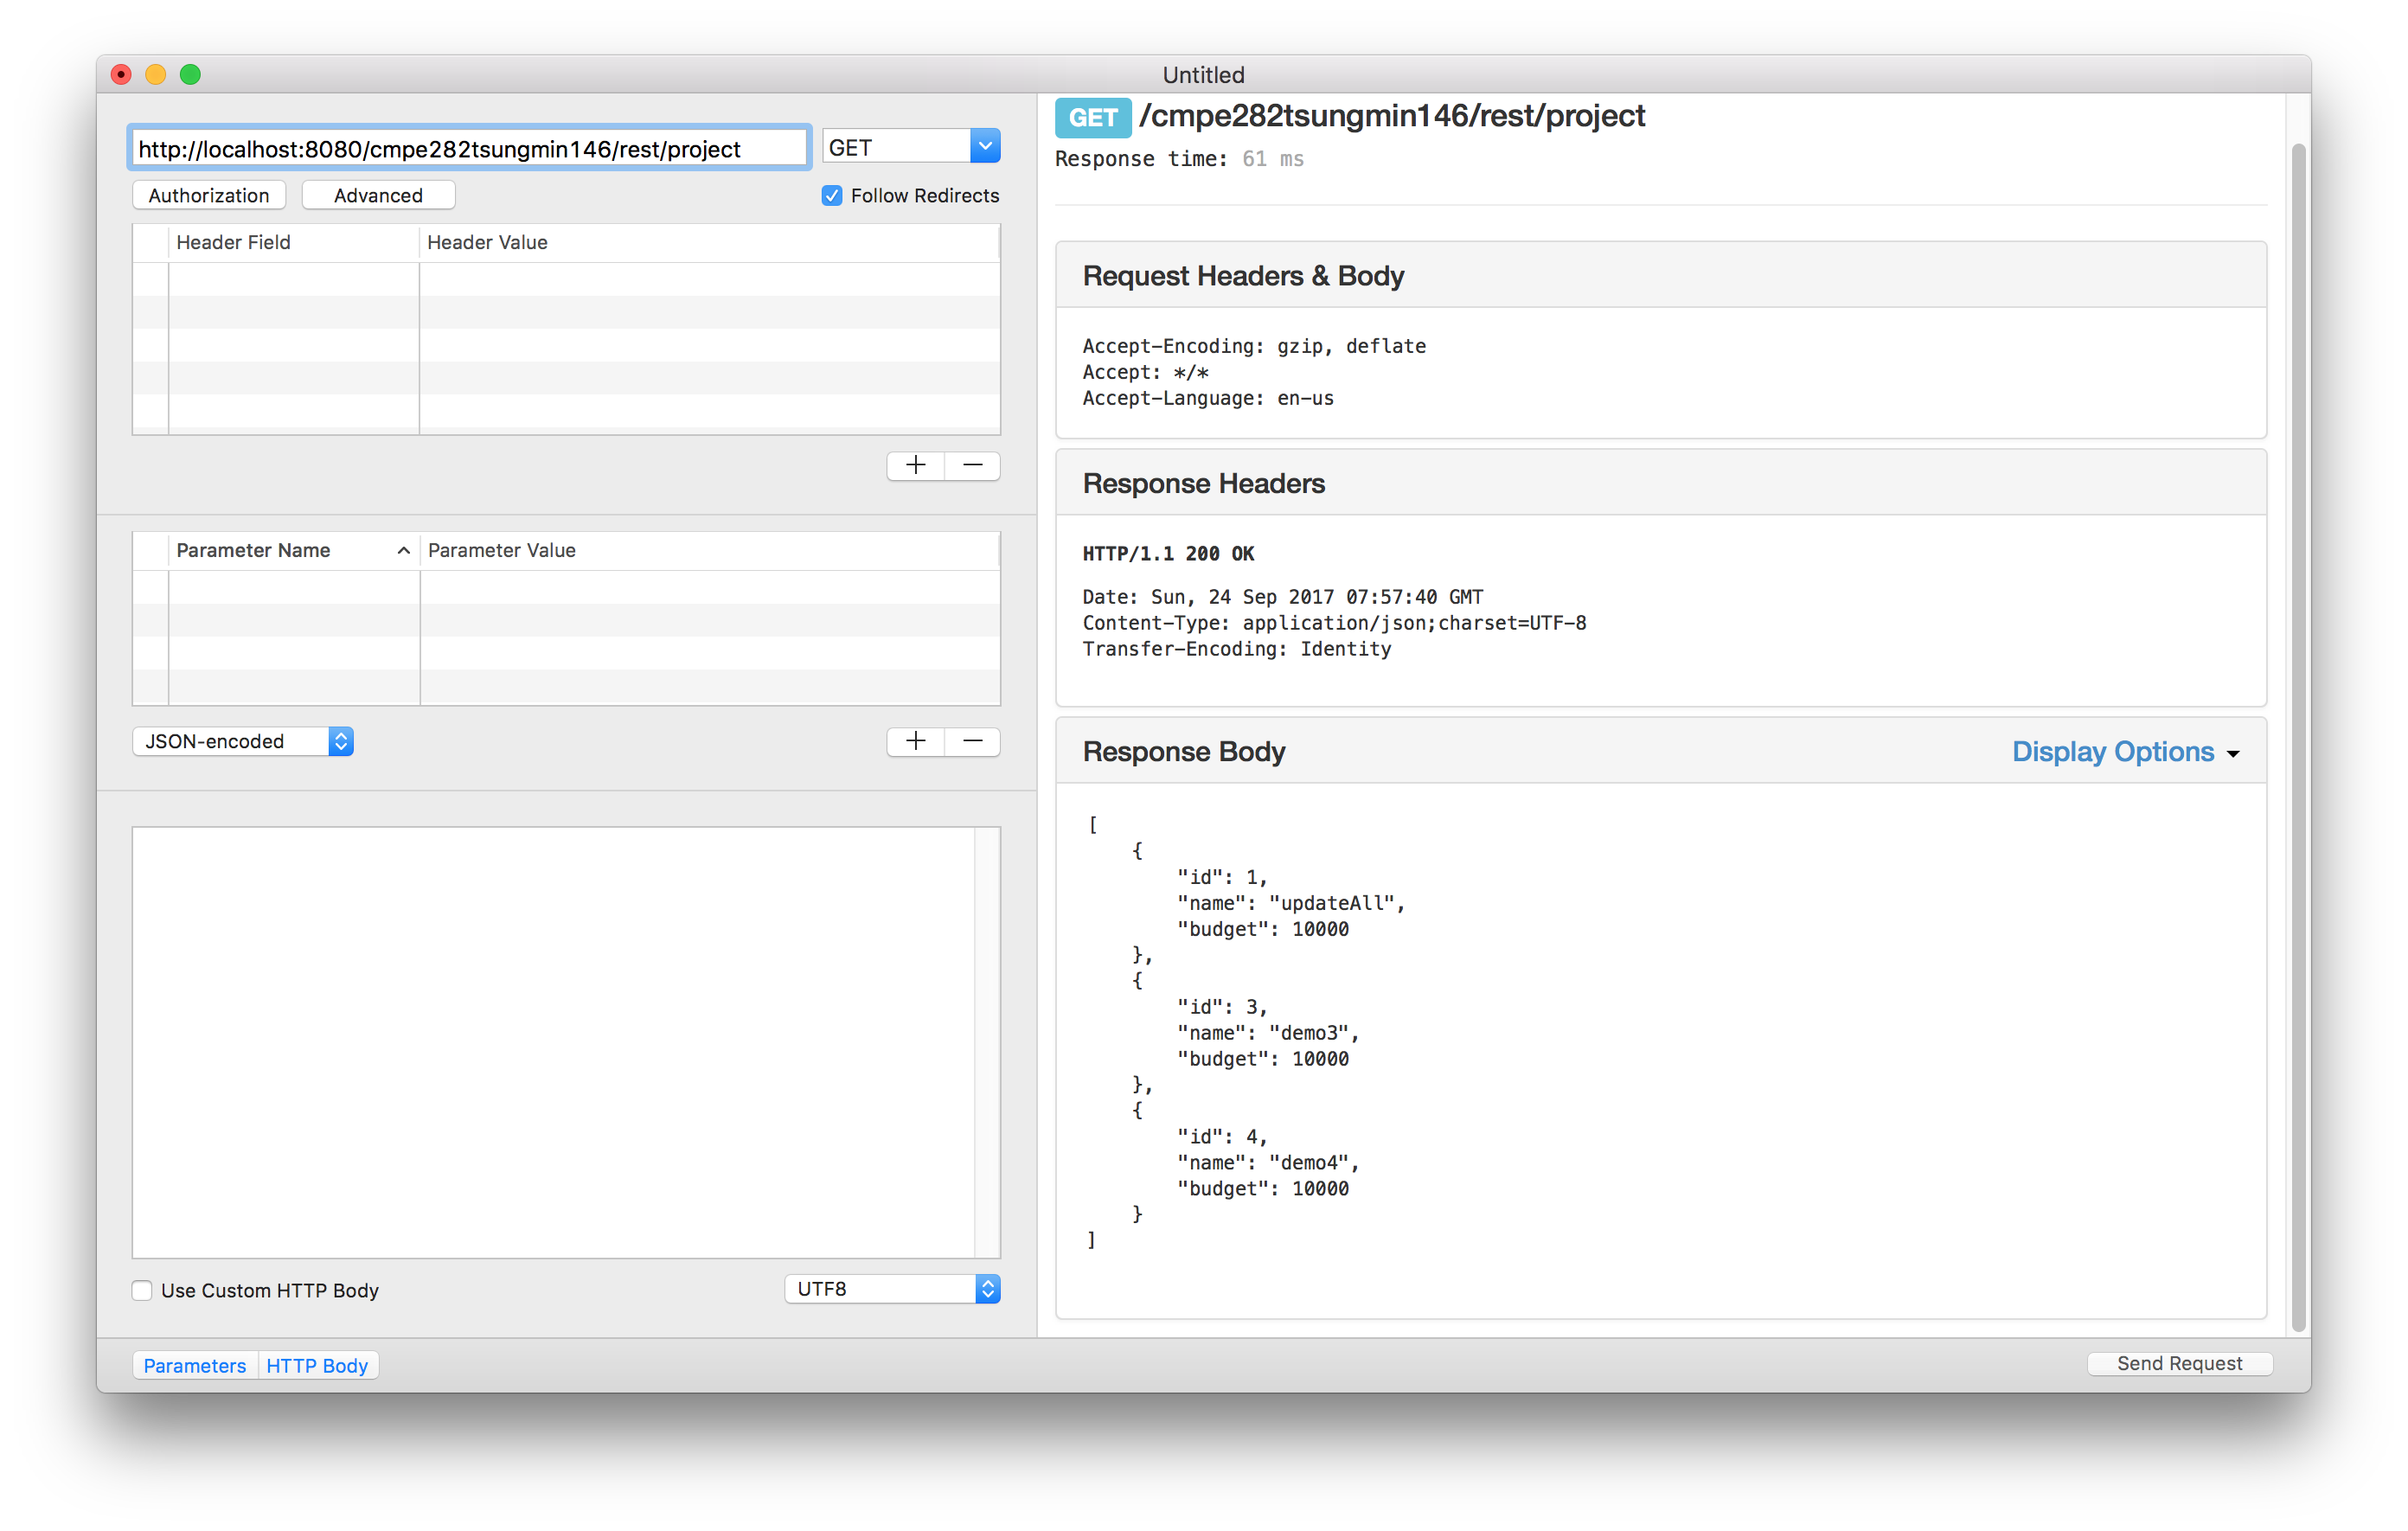 Untitled
http://localhost:8080/cmpe282tsungmin146/rest/project
GET
Authorization
Advanced
Follow Redirects
Header Field
Header Value
Parameter Name
Parameter Value
JSON-encoded
Use Custom HTTP Body
UTF8
Parameters
HTTP Body
GET /cmpe282tsungmin146/rest/project
Response time: 61 ms
Request Headers & Body
Accept-Encoding: gzip, deflate
Accept: */*
Accept-Language: en-us
Response Headers
HTTP/1.1 200 OK
Date: Sun, 24 Sep 2017 07:57:40 GMT
Content-Type: application/json;charset=UTF-8
Transfer-Encoding: Identity
Response Body
Display Options
[
{
"id": 1,
"name": "updateAll",
"budget": 10000
},
{
"id": 3,
"name": "demo3",
"budget": 10000
},
{
"id": 4,
"name": "demo4",
"budget": 10000
}
]
Send Request